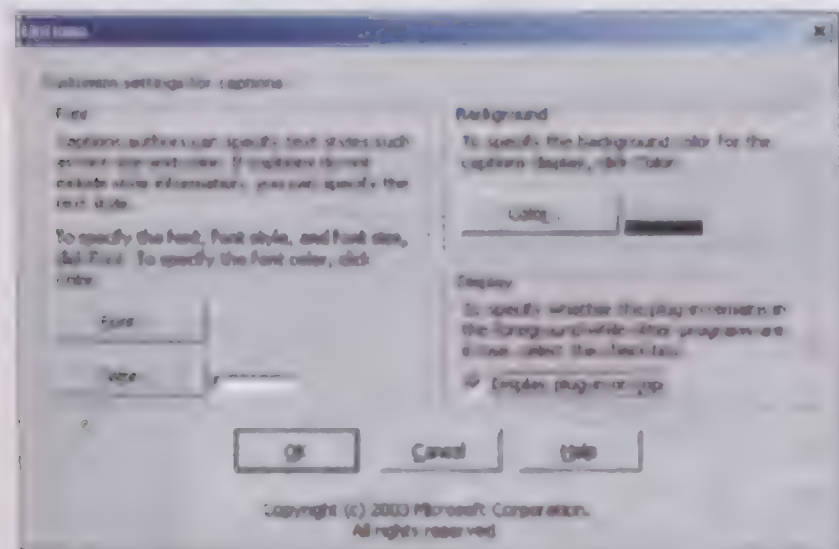 Options
Customize settings for captions
Font
Captions authors can specify text styles such
as font size and color. If captions do not
include style information, you can specify the
text style.
To specify the font, font style, and font size,
click Font. To specify the font color, click
Color.
Font...
Color...
Background
To specify the background color for the
captions display, click Color.
Color...
Display
To specify whether the plug-in remains in
the foreground while other programs are
active, select the check box.
Display plug-in on top
OK
Cancel
Help
Copyright (c) 2003 Microsoft Corporation.
All rights reserved.